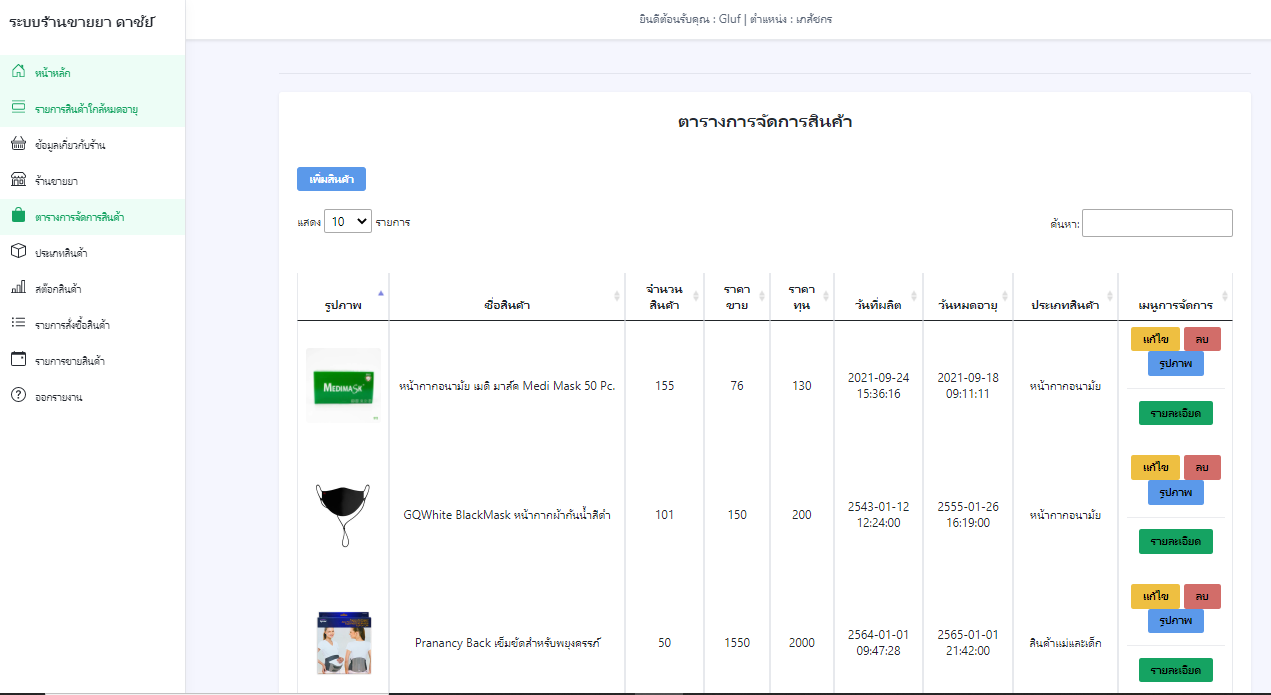 ระบบร้านขายยา ดาชัย์
ยินดีต้อนรับคุณ : Gluf | ตำแหน่ง : เภสัชกร
หน้าหลัก
รายการสินค้าใกล้หมดอายุ
ข้อมูลเกี่ยวกับร้าน
ร้านขายยา
ตารางการจัดการสินค้า
ประเภทสินค้า
สต๊อกสินค้า
รายการสั่งซื้อสินค้า
รายการขายสินค้า
ออกรายงาน
ตารางการจัดการสินค้า
เพิ่มสินค้า
แสดง 10 รายการ
ค้นหา:
รูปภาพ ชื่อสินค้า จำนวนสินค้า ราคาขาย ราคาทุน วันที่ผลิต วันหมดอายุ ประเภทสินค้า เมนูการจัดการ
MEDIMASK
หน้ากากอนามัย เมดิ มาส์ค Medi Mask 50 Pc. 155 76 130 2021-09-24 15:36:16 2021-09-18 09:11:11 หน้ากากอนามัย
แก้ไข ลบ
รูปภาพ
รายละเอียด
GQWhite BlackMask หน้ากากผ้ากันน้ำสีดำ 101 150 200 2543-01-12 12:24:00 2555-01-26 16:19:00 หน้ากากอนามัย
แก้ไข ลบ
รูปภาพ
รายละเอียด
Pranancy Back เข็มขัดสำหรับพยุงครรภ์ 50 1550 2000 2564-01-01 09:47:28 2565-01-01 21:42:00 สินค้าแม่และเด็ก
แก้ไข ลบ
รูปภาพ
รายละเอียด